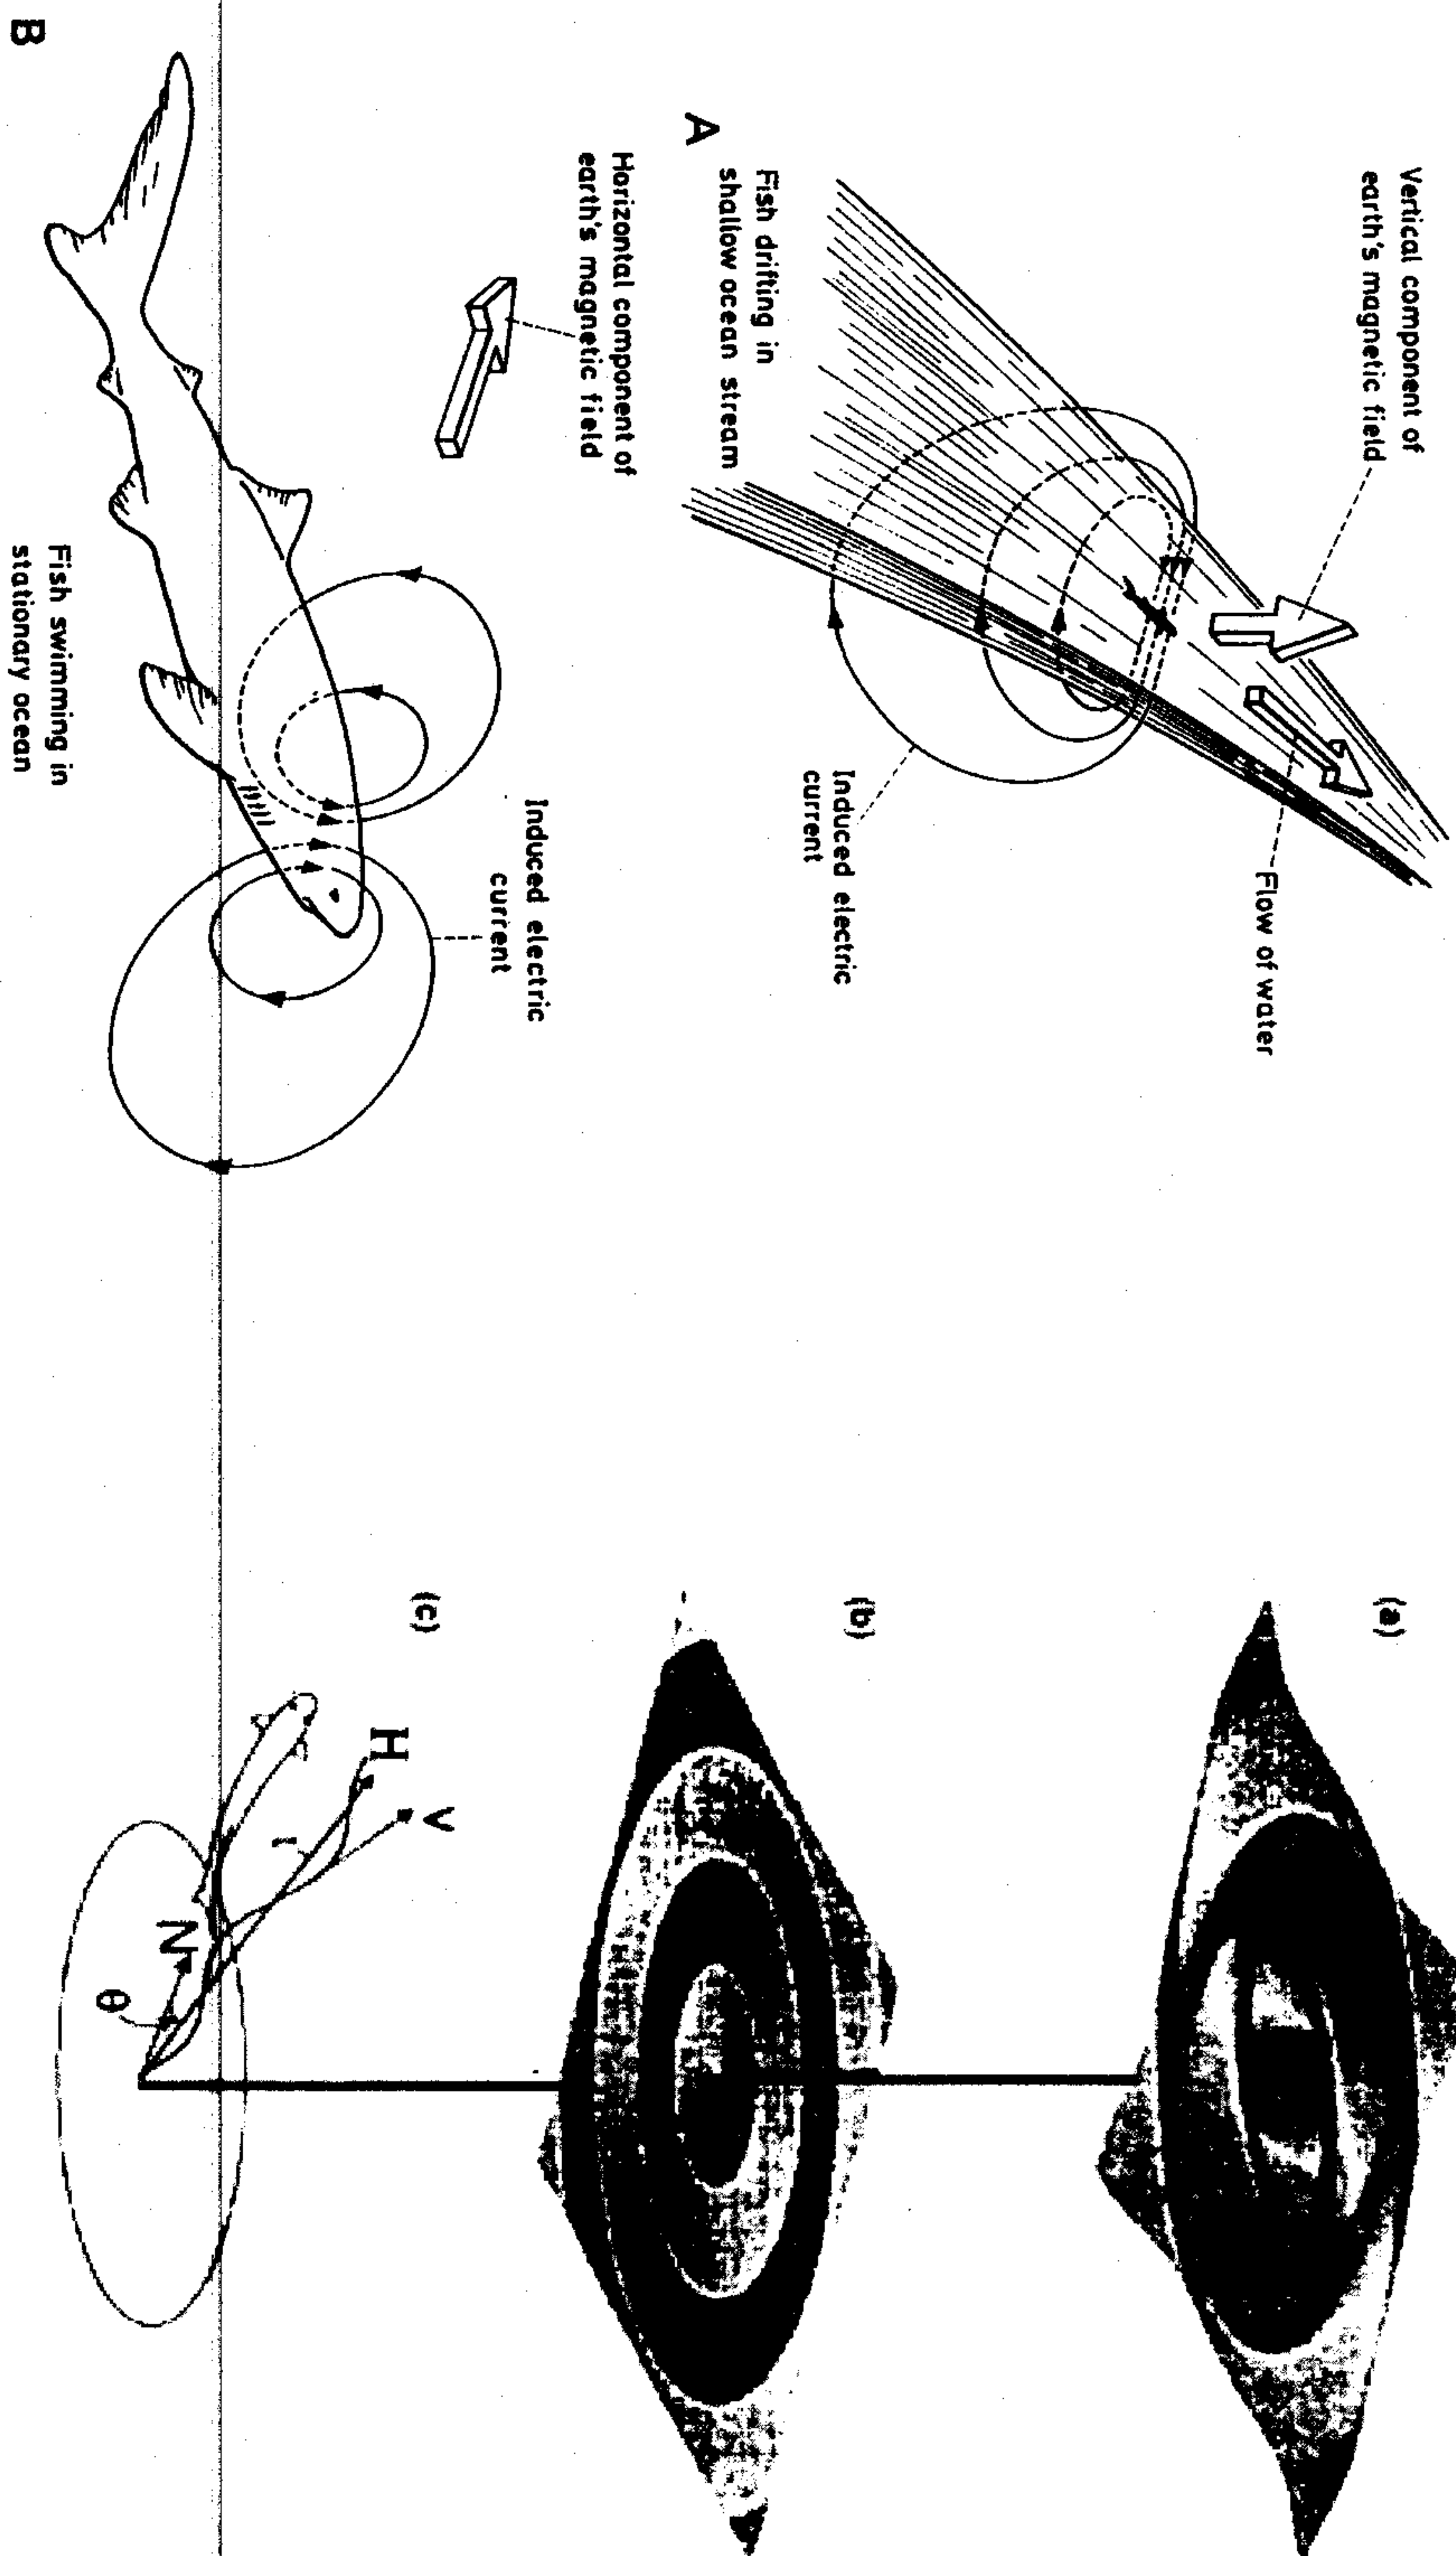 Vertical component of
earth's magnetic field
Flow of water
Induced electric
current
A
Fish drifting in
shallow ocean stream
Horizontal component of
earth's magnetic field
Induced electric
current
B
Fish swimming in
stationary ocean
(a)
(b)
(c)
H
V
I
N
θ